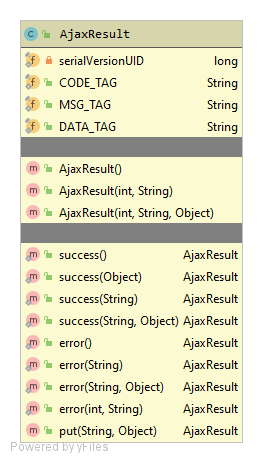 AjaxResult
serialVersionUID long
CODE_TAG String
MSG_TAG String
DATA_TAG String
AjaxResult()
AjaxResult(int, String)
AjaxResult(int, String, Object)
success() AjaxResult
success(Object) AjaxResult
success(String) AjaxResult
success(String, Object) AjaxResult
error() AjaxResult
error(String) AjaxResult
error(String, Object) AjaxResult
error(int, String) AjaxResult
put(String, Object) AjaxResult
Powered by yFiles